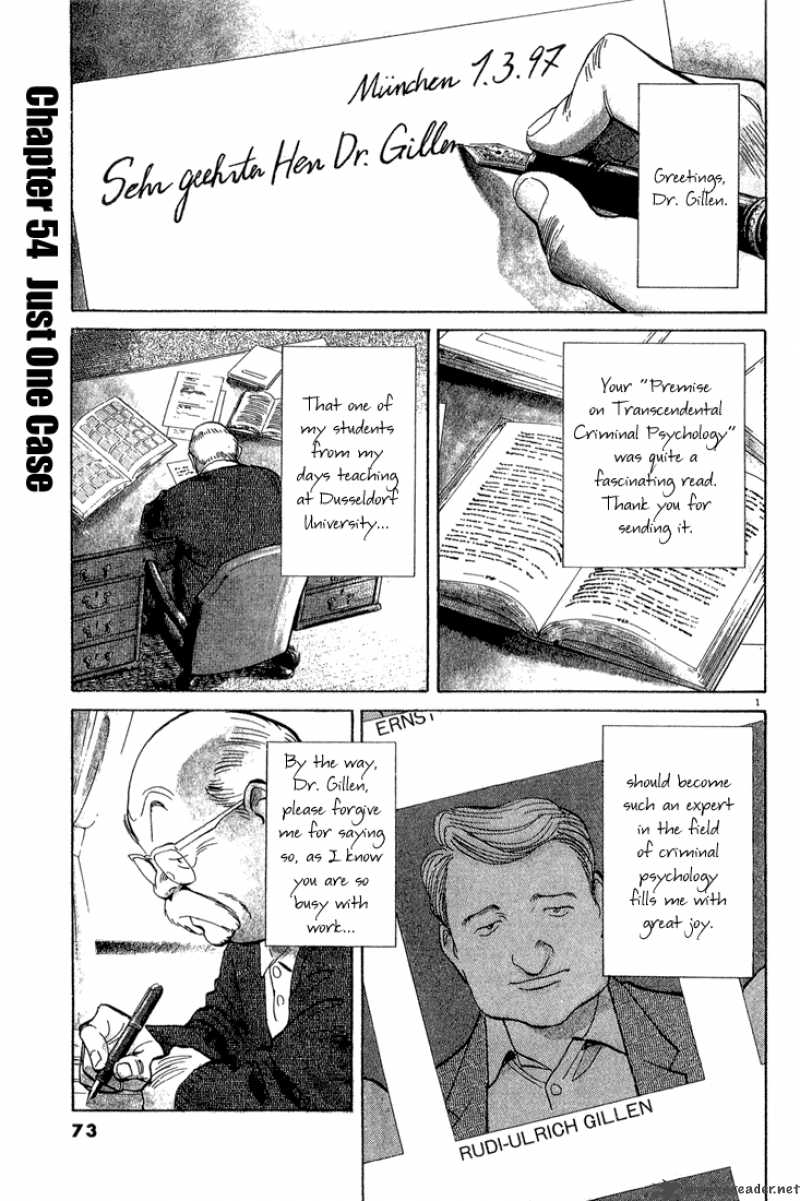 Chapter 54 Just One Case
München 1.3.97
Sehr geehrter Herr Dr. Gillen
Greetings,
Dr. Gillen.
Your "Premise
on Transcendental
Criminal Psychology"
was quite a
fascinating read.
Thank you for
sending it.
That one of
my students
from my
days teaching
at Dusseldorf
University...
1
should become
such an expert
in the field
of criminal
psychology
fills me with
great joy.
ERNST
RUDI-ULRICH GILLEN
By the way,
Dr. Gillen,
please forgive
me for saying
so, as I know
you are so
busy with
work...
73